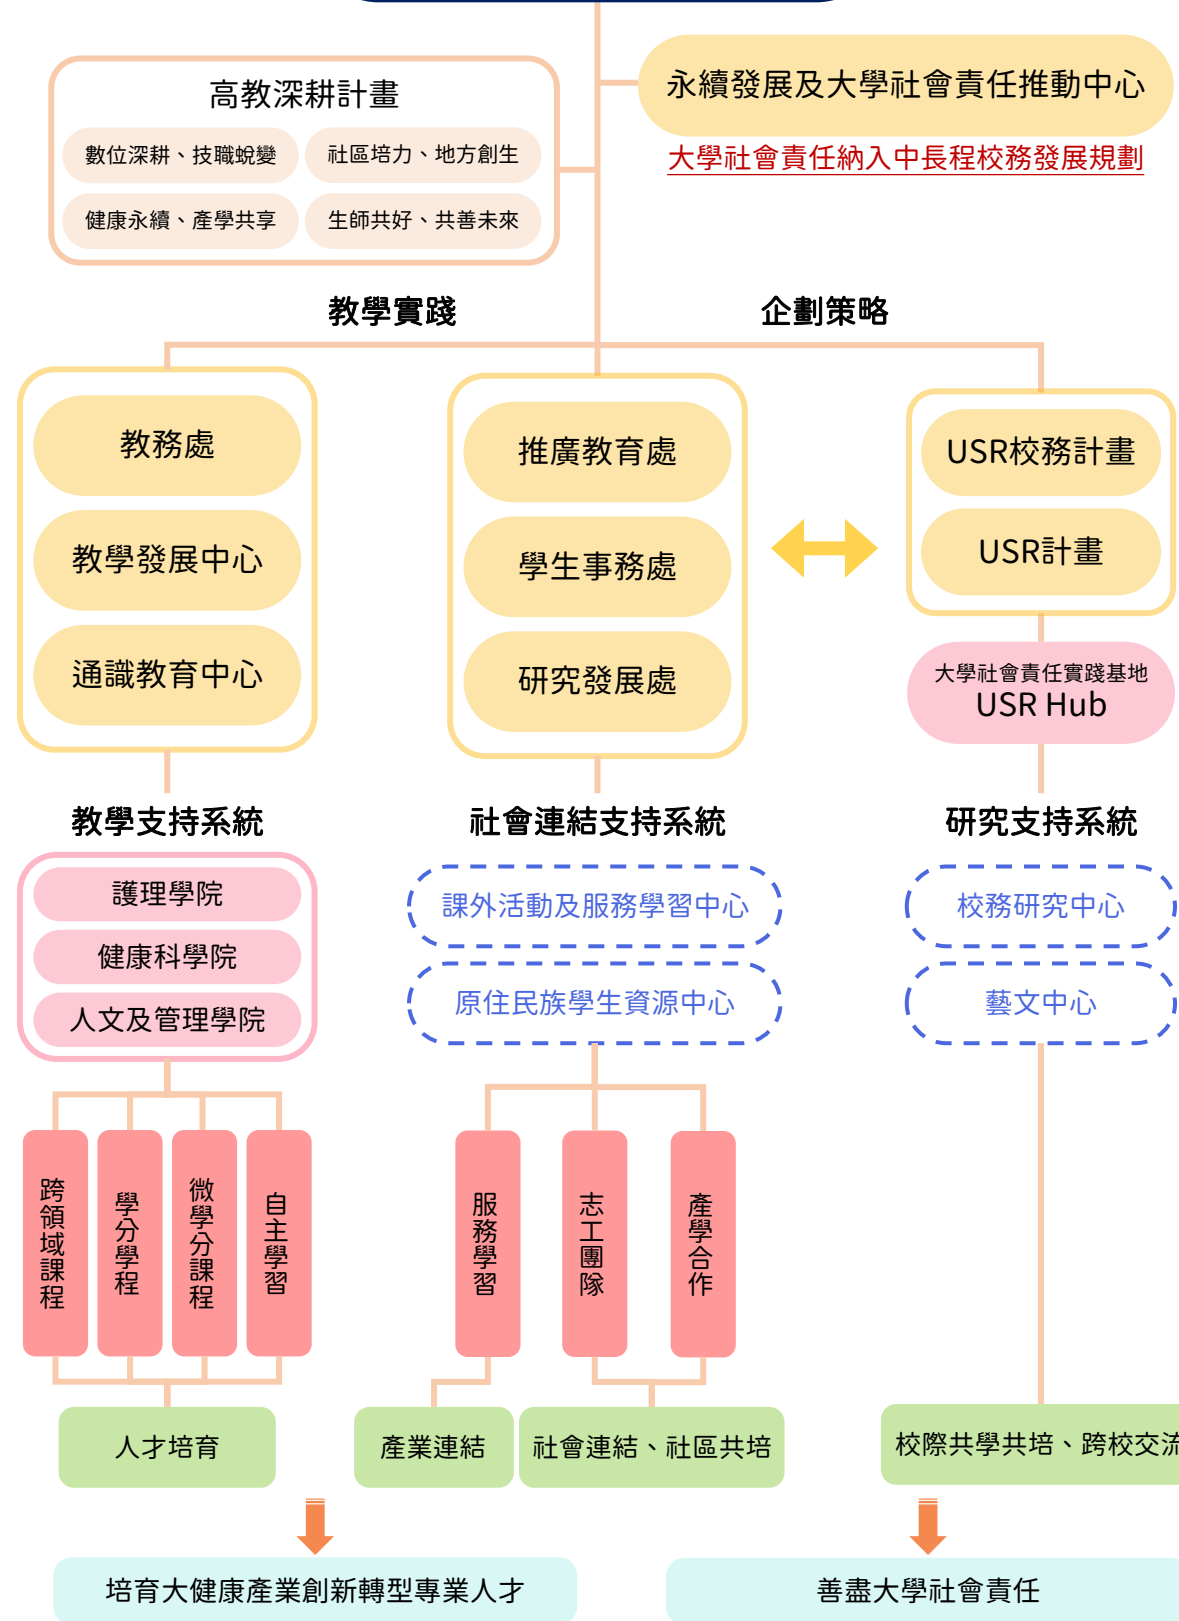 永續發展及大學社會責任推動中心
大學社會責任納入中長程校務發展規劃
高教深耕計畫
數位深耕、技職蛻變
社區培力、地方創生
健康永續、產學共享
生師共好、共善未來
教學實踐
企劃策略
教務處
教學發展中心
通識教育中心
推廣教育處
學生事務處
研究發展處
USR校務計畫
USR計畫
大學社會責任實踐基地
USR Hub
教學支持系統
社會連結支持系統
研究支持系統
護理學院
健康科學院
人文及管理學院
課外活動及服務學習中心
原住民族學生資源中心
校務研究中心
藝文中心
跨領域課程
學分學程
微學分課程
自主學習
服務學習
志工團隊
產學合作
人才培育
產業連結
社會連結、社區共培
校際共學共培、跨校交流
培育大健康產業創新轉型專業人才
善盡大學社會責任